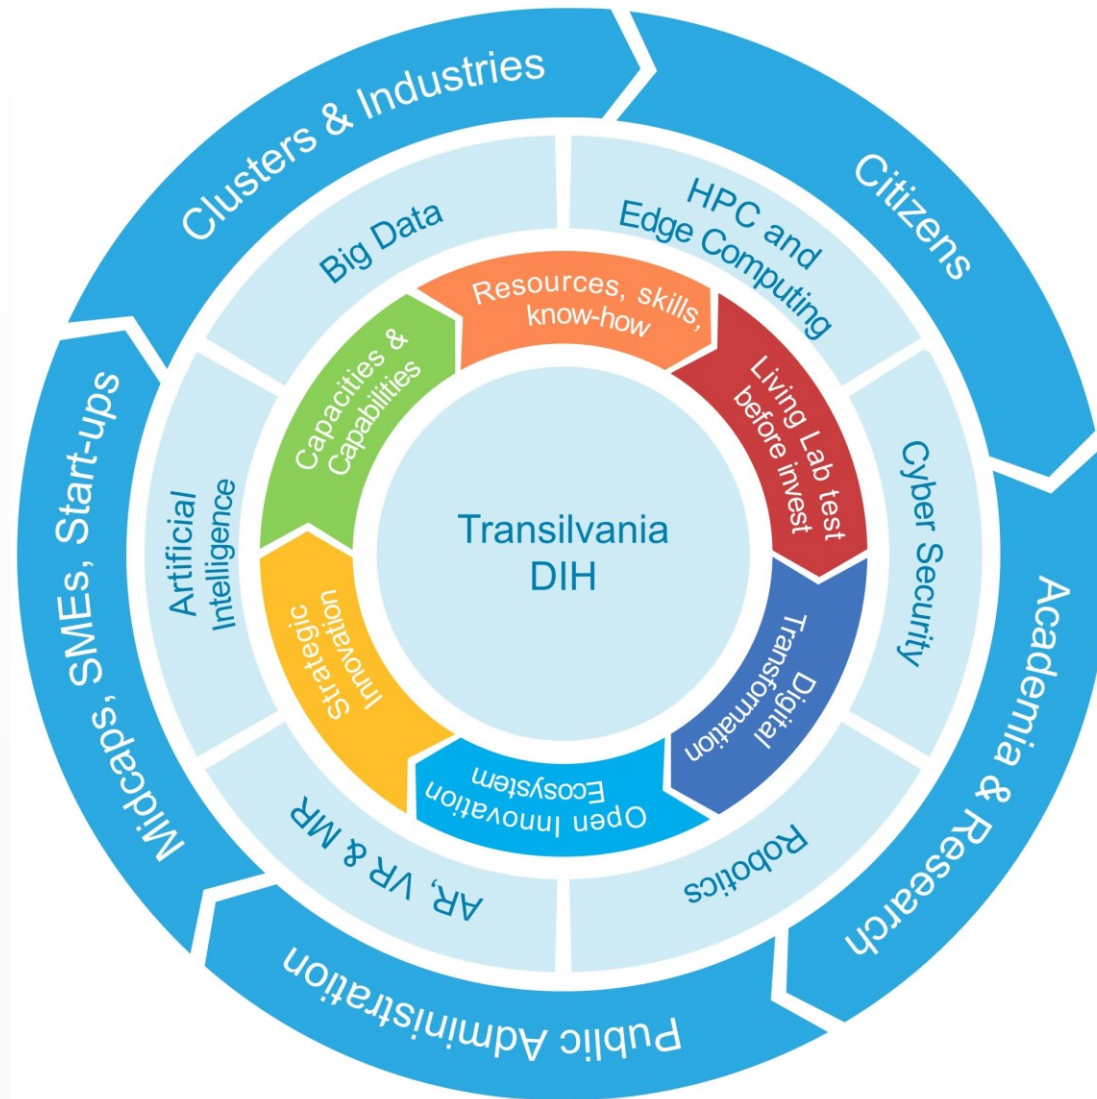 Clusters & Industries
Citizens
Academia & Research
Public Administration
Midcaps, SMEs, Start-ups
Big Data
HPC and
Edge Computing
Cyber Security
Robotics
AR, VR & MR
Artificial
Intelligence
Resources, skills,
know-how
Living Lab test
before invest
Digital
Transformation
Open Innovation
Ecosystem
Strategic
Innovation
Capacities &
Capabilities
Transilvania
DIH